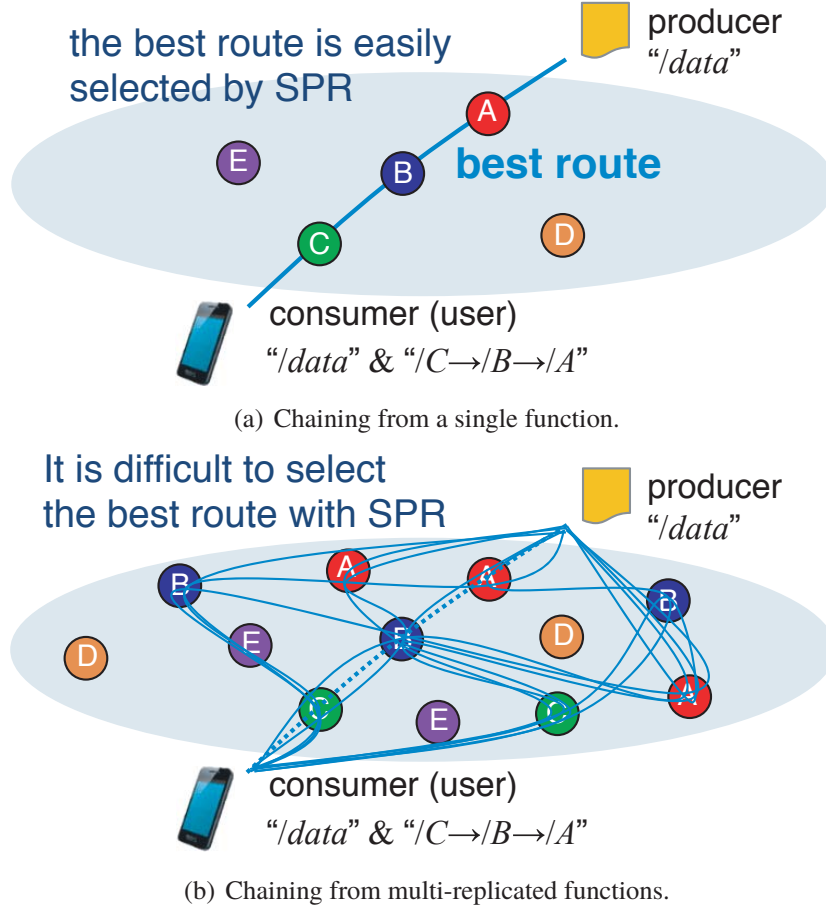 the best route is easily
selected by SPR
producer
“/data”
A
E
B
best route
C
D
consumer (user)
“/data” & “/C→/B→/A”
(a) Chaining from a single function.
It is difficult to select
the best route with SPR
producer
“/data”
A
A
B
B
B
D
E
D
A
C
E
C
consumer (user)
“/data” & “/C→/B→/A”
(b) Chaining from multi-replicated functions.